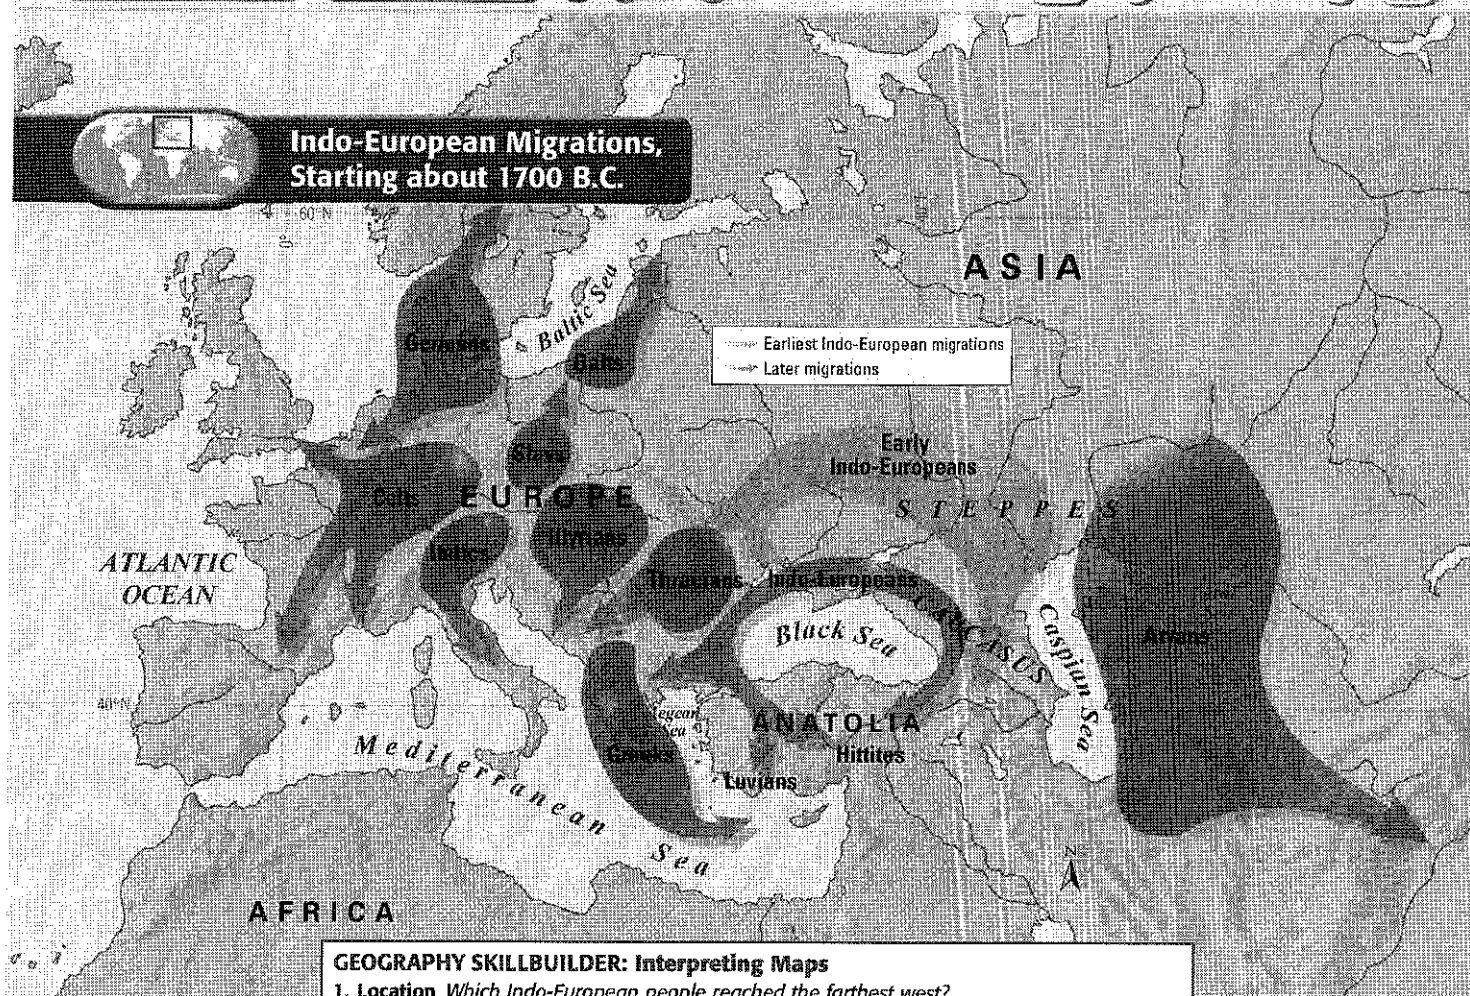 Indo-European Migrations,
Starting about 1700 B.C.
60°N
0°
ASIA
Baltic Sea
Germans
Balts
Earliest Indo-European migrations
Later migrations
Slavs
Early
Indo-Europeans
Celts
EUROPE
STEPPES
Italics
Illyrians
ATLANTIC
OCEAN
Thracians
Indo-Europeans
Black Sea
CAUCASUS
Caspian Sea
Arians
40°N
Aegean
Sea
ANATOLIA
Hittites
Greeks
Luvians
Mediterranean
Sea
N
AFRICA
GEOGRAPHY SKILLBUILDER: Interpreting Maps
1. Location Which Indo-European people reached the farthest west?